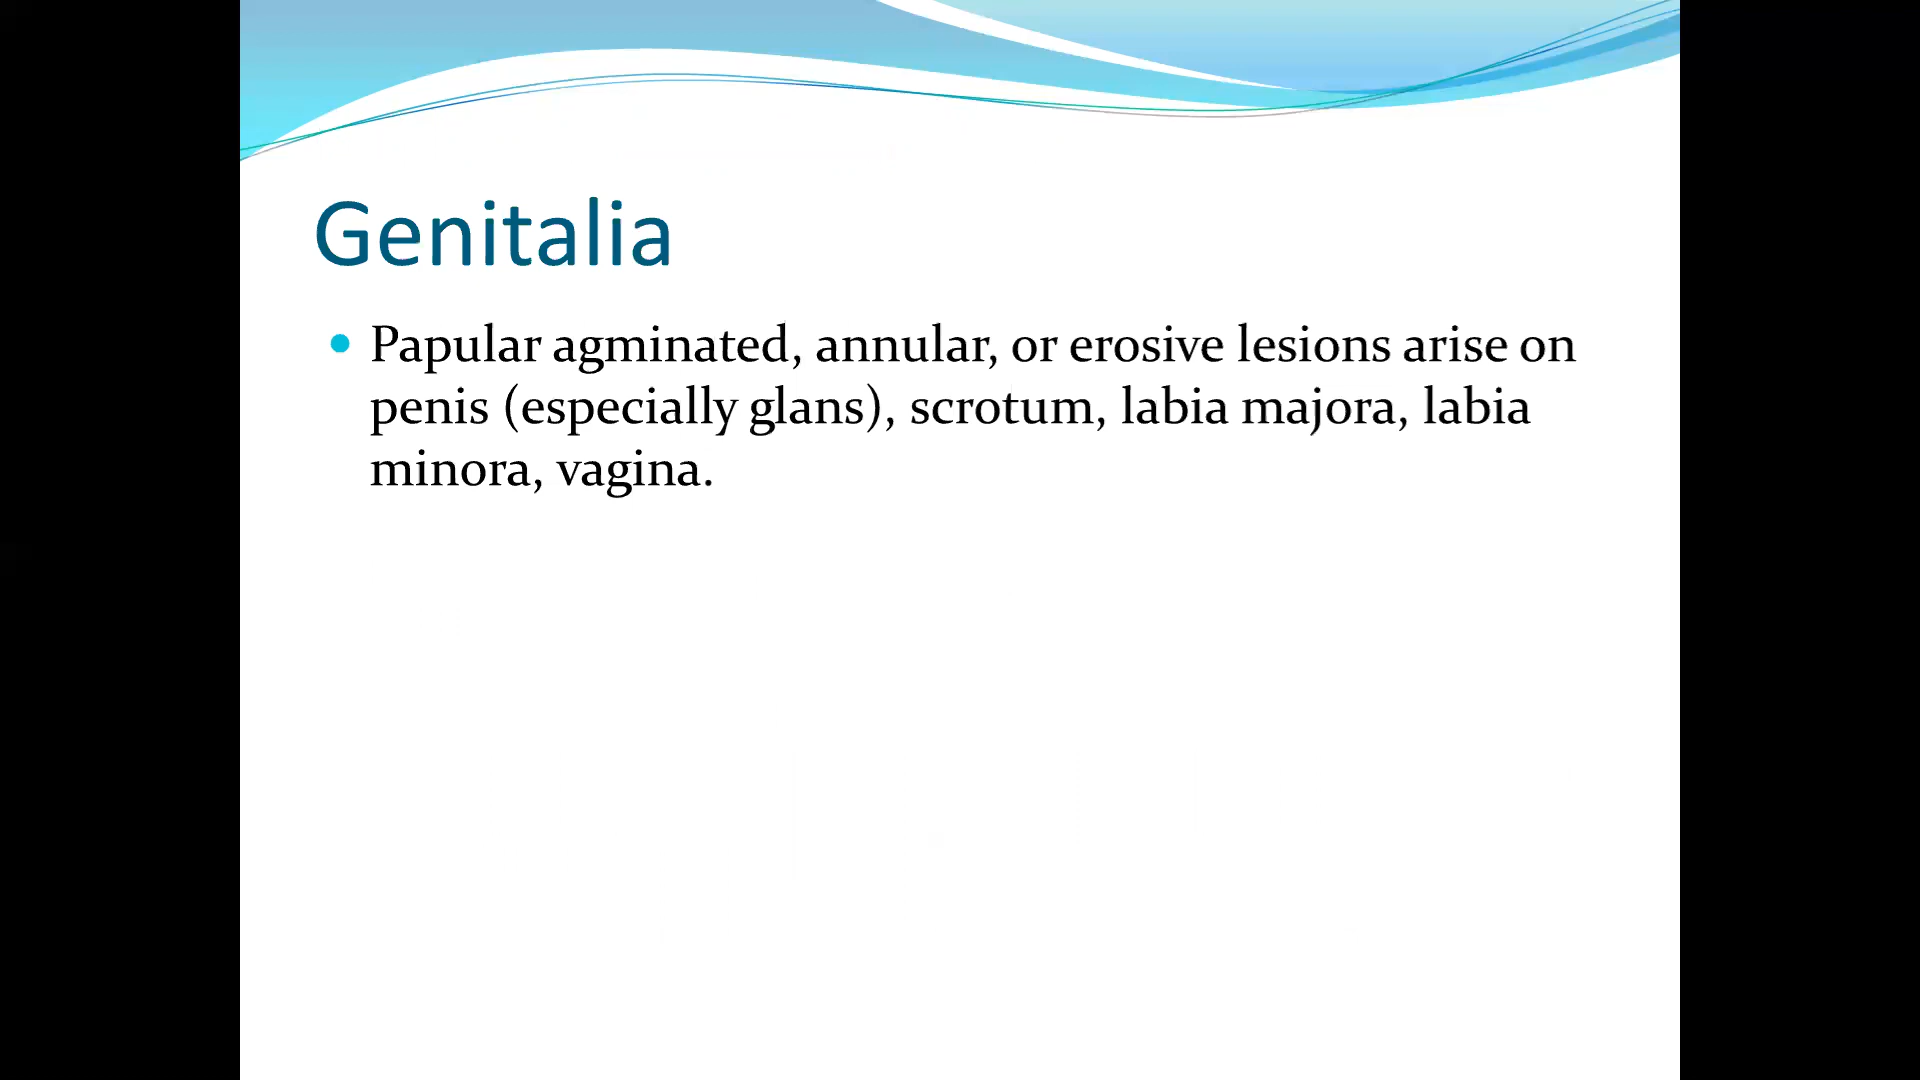 Genitalia
Papular agminated, annular, or erosive lesions arise on
penis (especially glans), scrotum, labia majora, labia
minora, vagina.